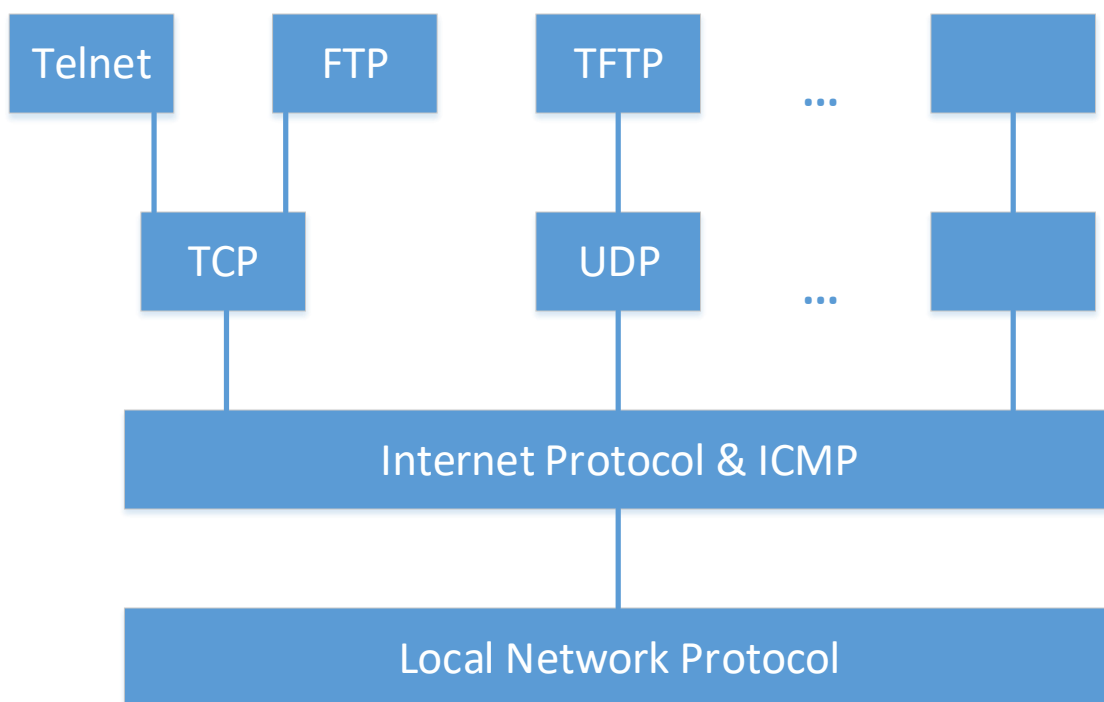 Telnet
FTP
TFTP
...
TCP
UDP
...
Internet Protocol & ICMP
Local Network Protocol